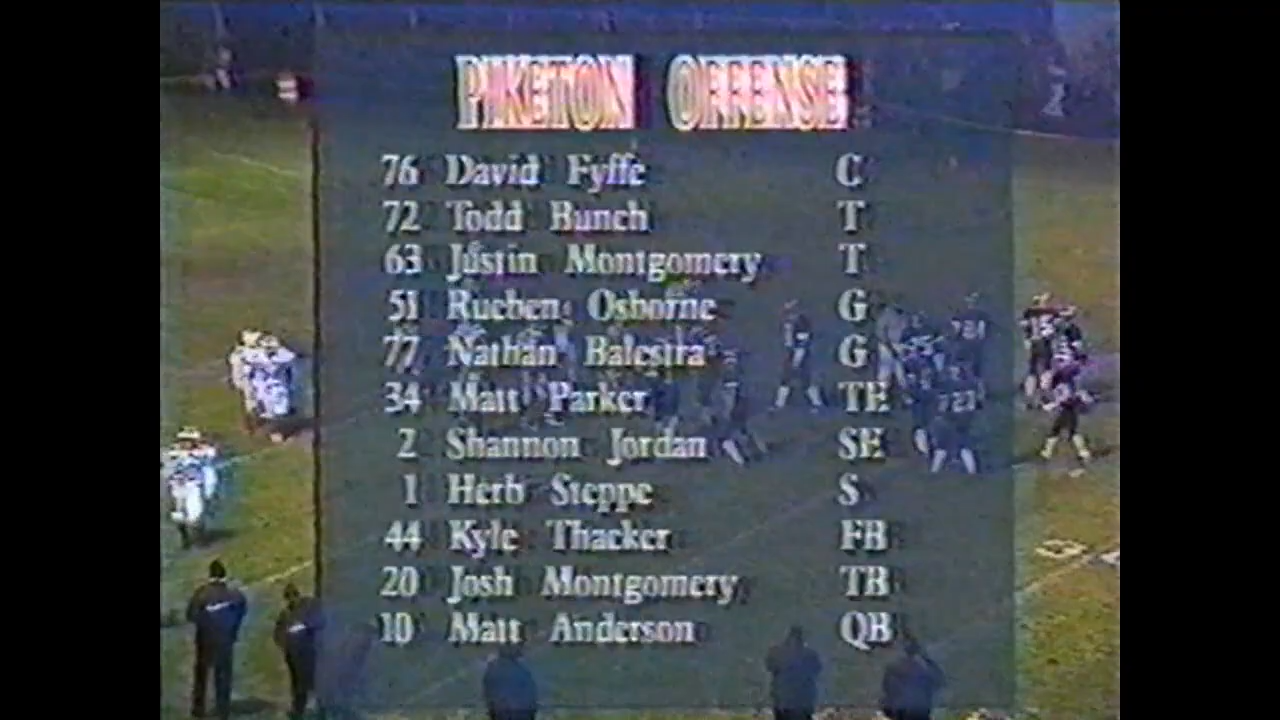 PIKETON OFFENSE
76 David Fyffe C
72 Todd Bunch T
63 Justin Montgomery T
51 Rueben Osborne G
77 Nathan Balestra G
34 Matt Parker TE
2 Shannon Jordan SE
1 Herb Steppe S
44 Kyle Thacker FB
20 Josh Montgomery TB
10 Matt Anderson QB